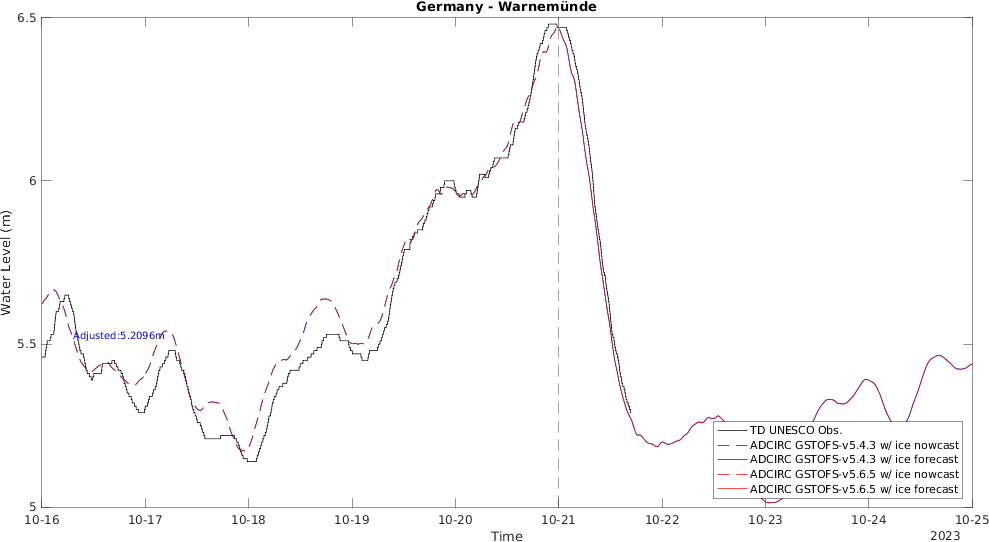 Germany - Warnemünde
6.5
6
5.5
5
Water Level (m)
Adjusted:5.2096m
TD UNESCO Obs.
ADCIRC GSTOFS-v5.4.3 w/ ice nowcast
ADCIRC GSTOFS-v5.4.3 w/ ice forecast
ADCIRC GSTOFS-v5.6.5 w/ ice nowcast
ADCIRC GSTOFS-v5.6.5 w/ ice forecast
10-16 10-17 10-18 10-19 10-20 10-21 10-22 10-23 10-24 10-25
Time
2023